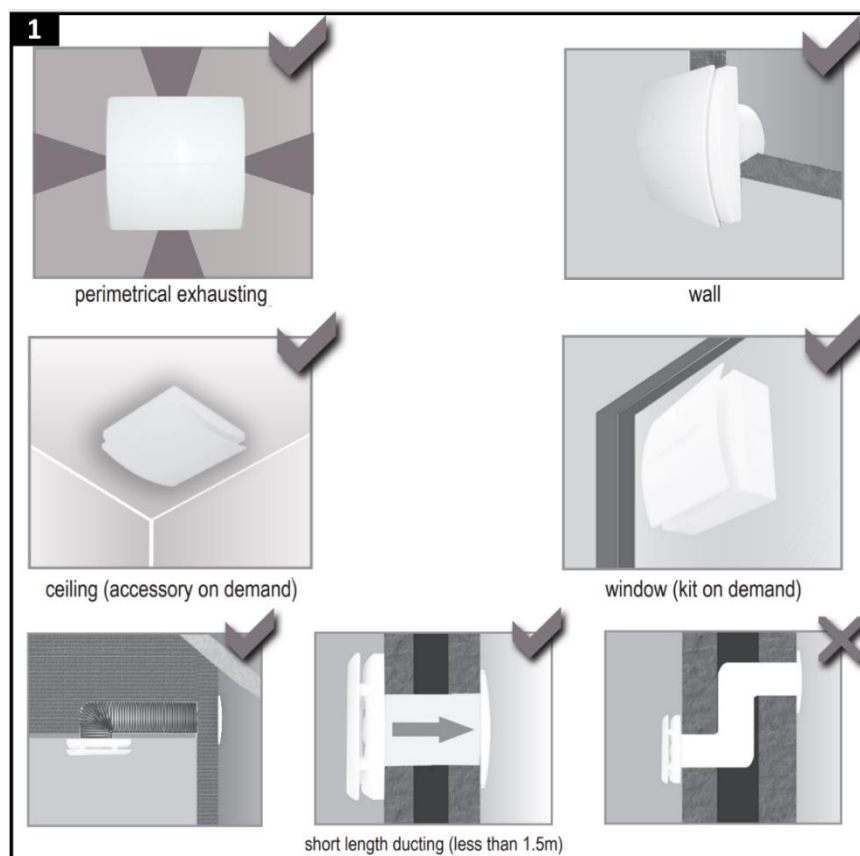 1
perimetrical exhausting
wall
ceiling (accessory on demand)
window (kit on demand)
short length ducting (less than 1.5m)